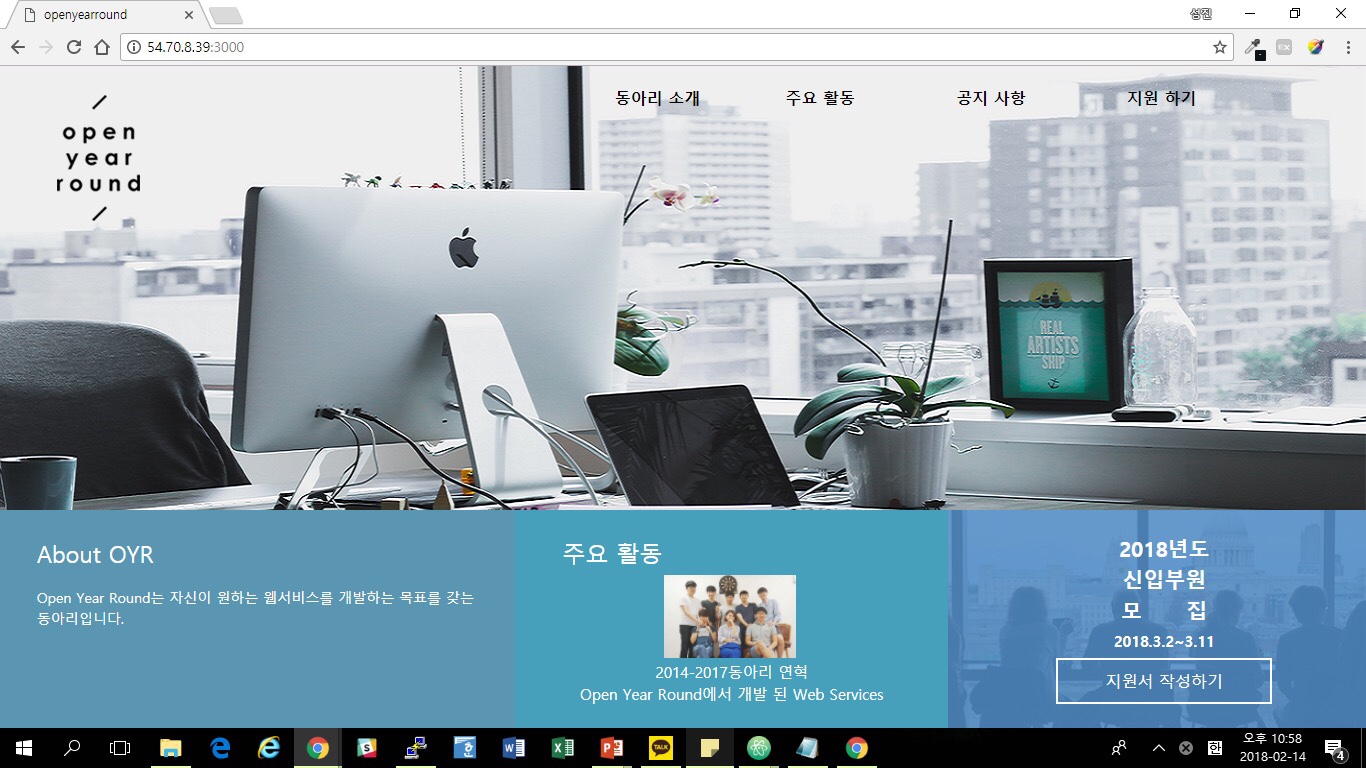 openyearround
성진
54.70.8.39:3000
동아리 소개 주요 활동 공지 사항 지원 하기
open
year
round
REAL
ARTISTS
SHIP
About OYR
Open Year Round는 자신이 원하는 웹서비스를 개발하는 목표를 갖는
동아리입니다.
주요 활동
2014-2017동아리 연혁
Open Year Round에서 개발 된 Web Services
2018년도
신입부원
모 집
2018.3.2~3.11
지원서 작성하기
TALK
한
오후 10:58
2018-02-14
4